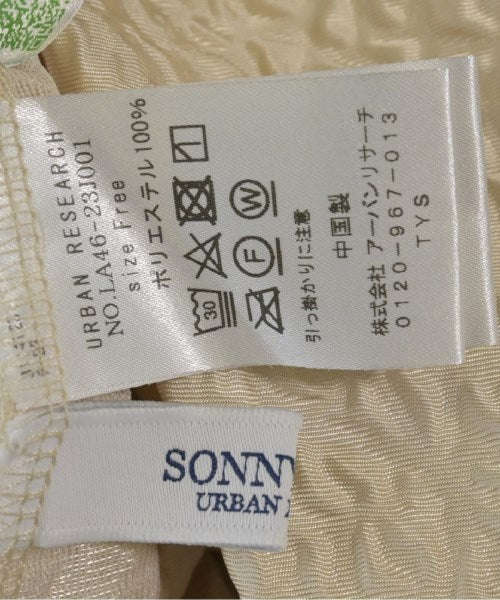 URBAN RESEARCH
NO.LA46-23J001
size Free
ポリエステル100%
30
F W
引っ掛かりに注意
中国製
株式会社 アーバンリサーチ
0120-967-013
TYS
SONN
URBAN